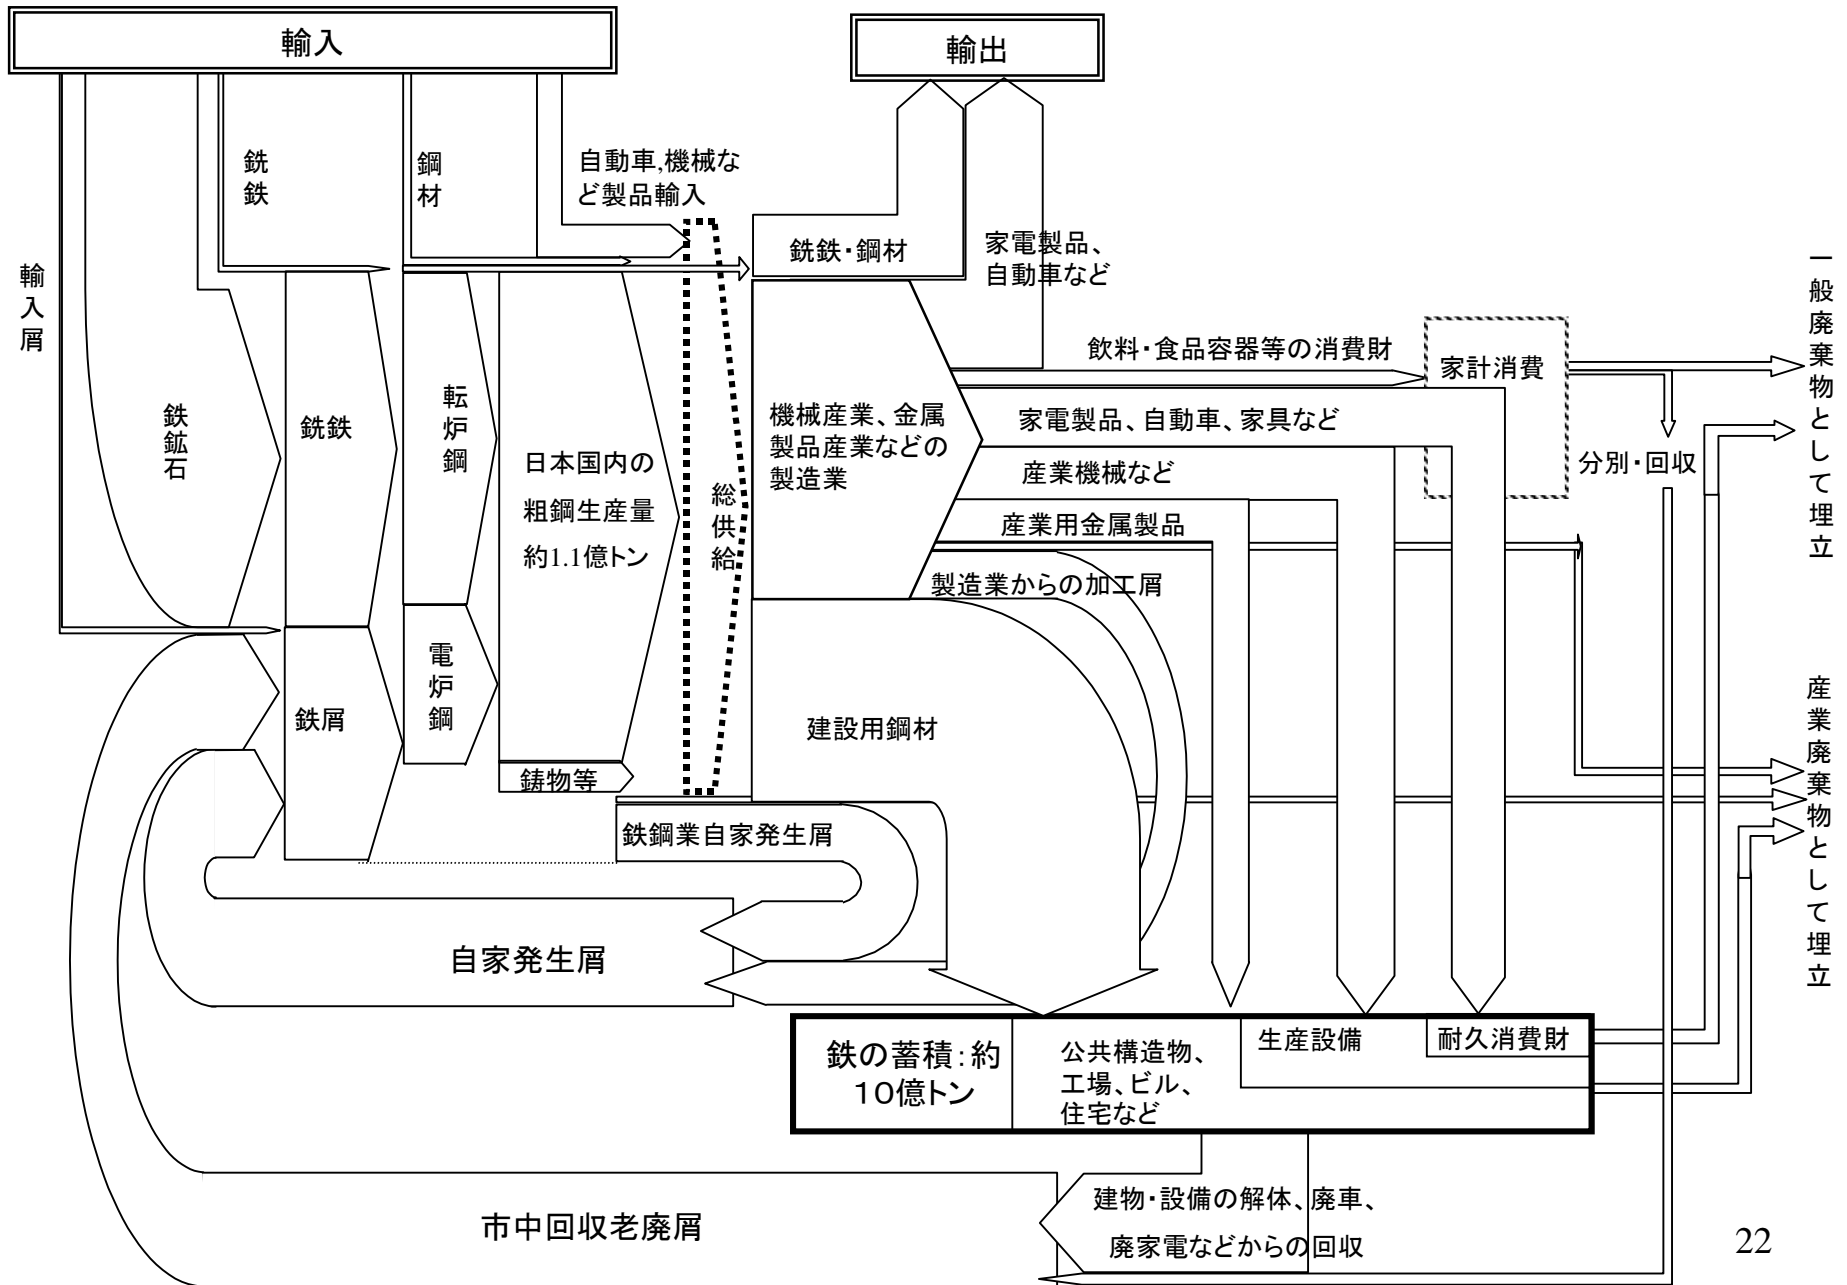 輸入
輸出
銑鉄
鋼材
自動車,機械な
ど製品輸入
銑鉄・鋼材
家電製品、
自動車など
輸入屑
一般廃棄物として埋立
飲料・食品容器等の消費財
家計消費
鉄鉱石
銑鉄
転炉鋼
日本国内の
粗鋼生産量
約1.1億トン
総供給
機械産業、金属
製品産業などの
製造業
家電製品、自動車、家具など
産業機械など
分別・回収
産業用金属製品
製造業からの加工屑
電炉鋼
鉄屑
建設用鋼材
産業廃棄物として埋立
鋳物等
鉄鋼業自家発生屑
自家発生屑
鉄の蓄積：約
10億トン
公共構造物、
工場、ビル、
住宅など
生産設備
耐久消費財
建物・設備の解体、廃車、
廃家電などからの回収
市中回収老廃屑
22